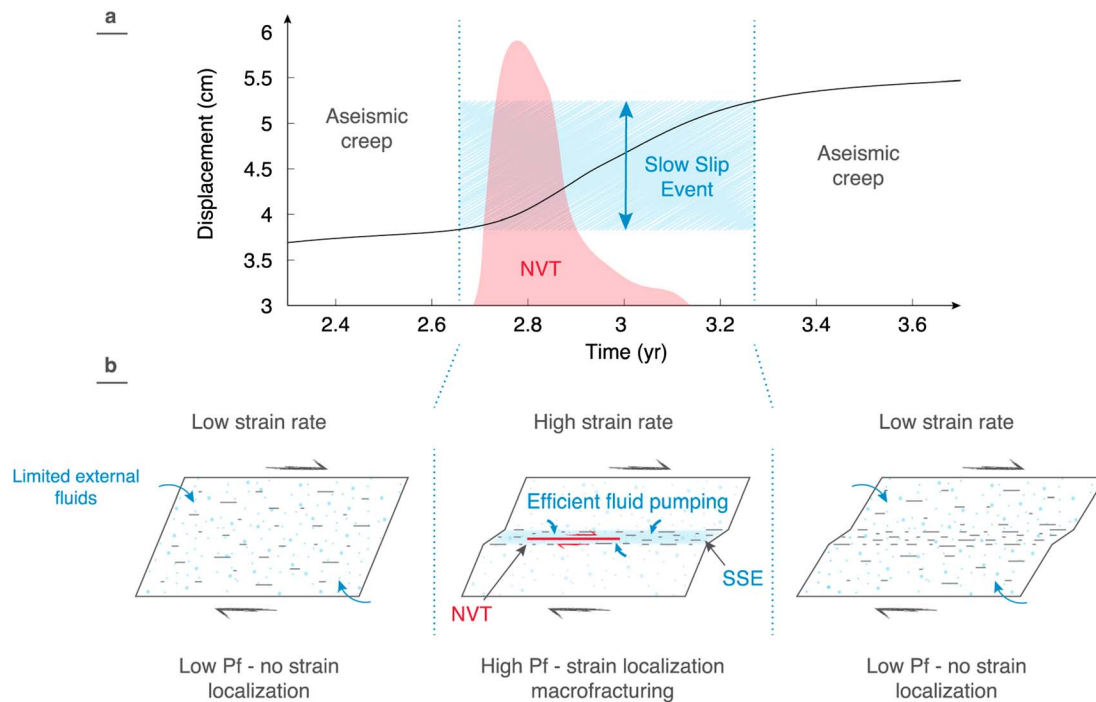 a
Displacement (cm)
6
5.5
5
4.5
4
3.5
3
Aseismic
creep
Slow Slip
Event
NVT
Aseismic
creep
2.4 2.6 2.8 3 3.2 3.4 3.6
Time (yr)
b
Low strain rate
High strain rate
Low strain rate
Limited external
fluids
Efficient fluid pumping
SSE
NVT
Low Pf - no strain
localization
High Pf - strain localization
macrofracturing
Low Pf - no strain
localization